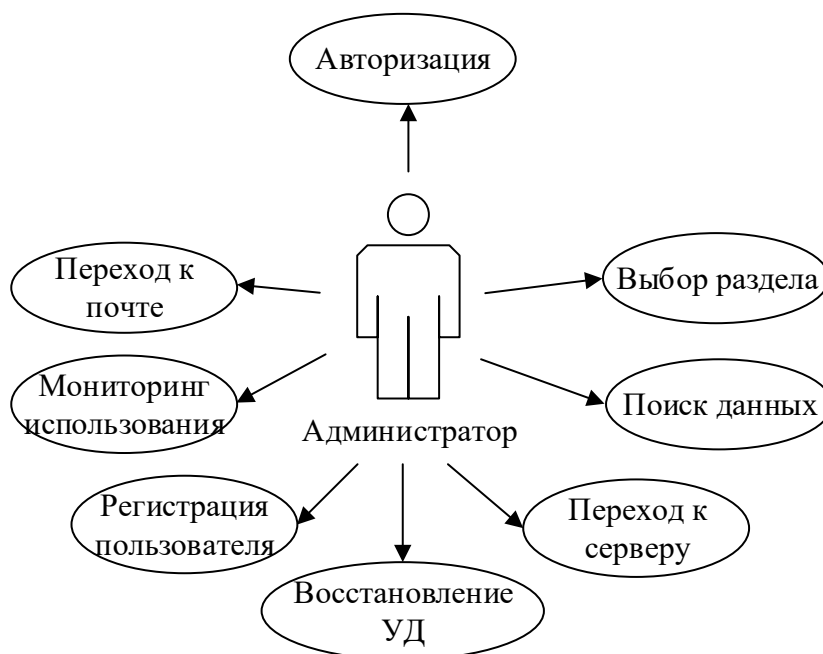 Авторизация
Переход к
почте
Выбор раздела
Мониторинг
использования
Поиск данных
Администратор
Регистрация
пользователя
Переход к
серверу
Восстановление
УД